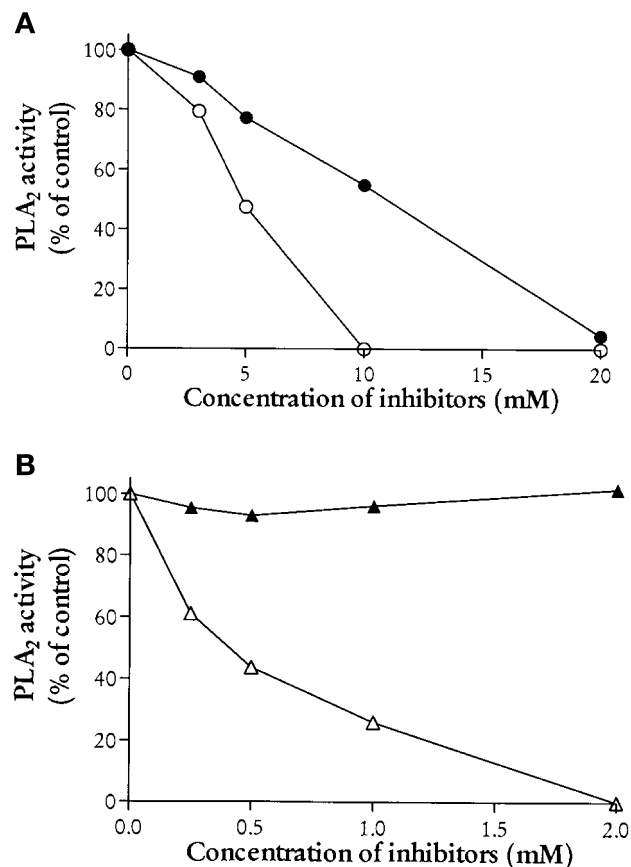 A
PLA₂ activity
(% of control)
100
80
60
40
20
0
0 5 10 15 20
Concentration of inhibitors (mM)
B
PLA₂ activity
(% of control)
100
80
60
40
20
0
0.0 0.5 1.0 1.5 2.0
Concentration of inhibitors (mM)